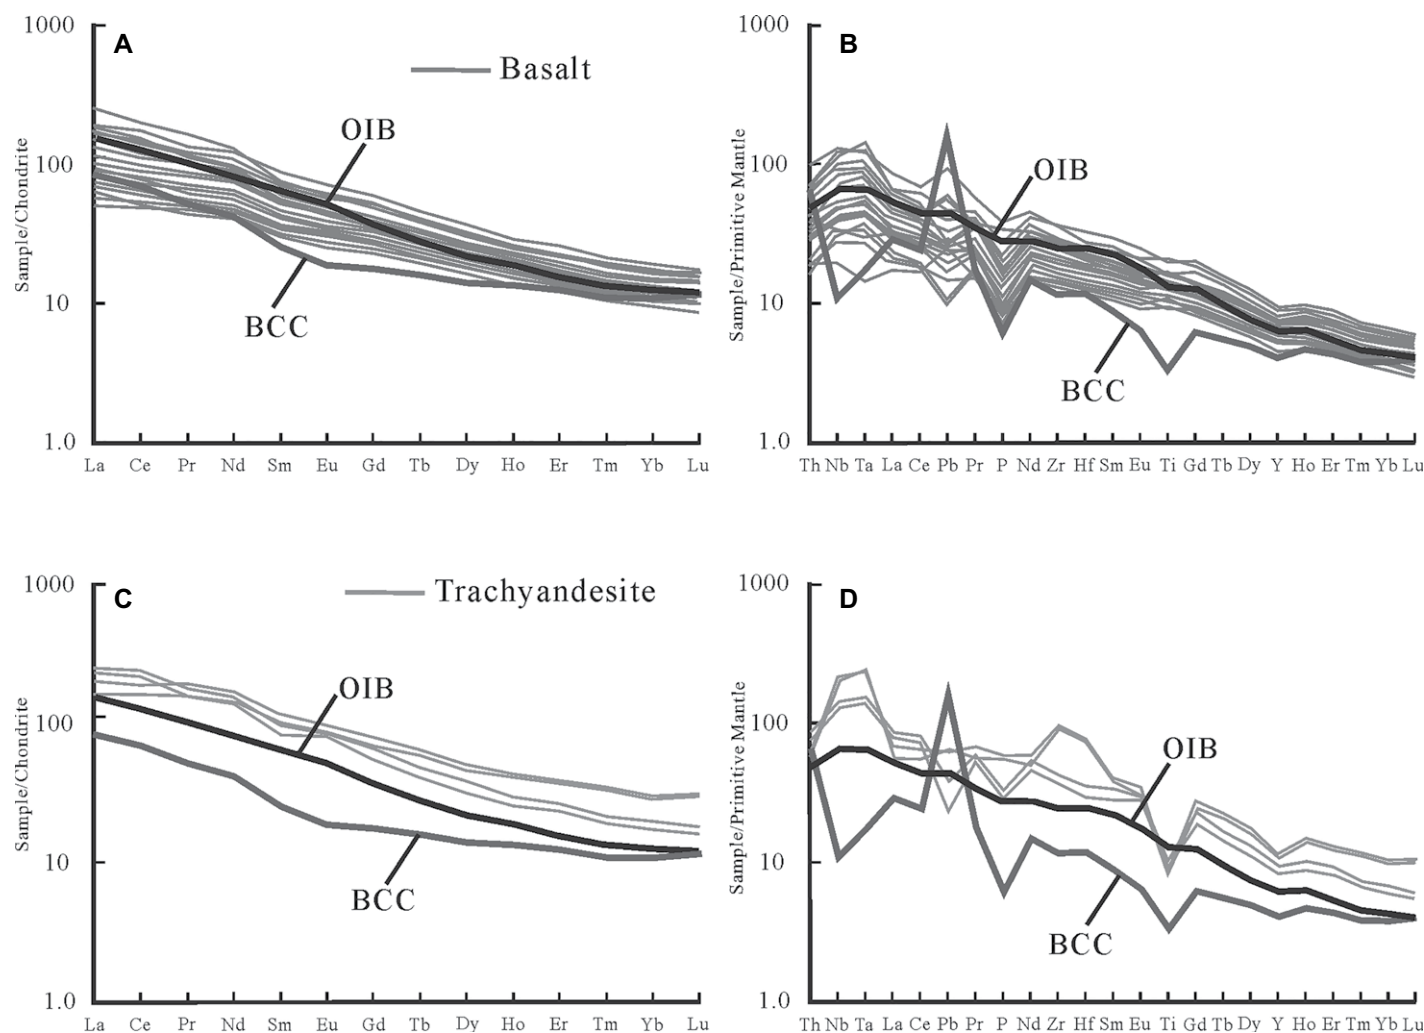 1000
A
Basalt
OIB
100
Sample/Chondrite
10
BCC
1.0
La Ce Pr Nd Sm Eu Gd Tb Dy Ho Er Tm Yb Lu
1000
B
100
OIB
Sample/Primitive Mantle
10
BCC
1.0
Th Nb Ta La Ce Pb Pr P Nd Zr Hf Sm Eu Ti Gd Tb Dy Y Ho Er Tm Yb Lu
1000
C
Trachyandesite
OIB
100
Sample/Chondrite
10
BCC
1.0
La Ce Pr Nd Sm Eu Gd Tb Dy Ho Er Tm Yb Lu
1000
D
100
OIB
Sample/Primitive Mantle
10
BCC
1.0
Th Nb Ta La Ce Pb Pr P Nd Zr Hf Sm Eu Ti Gd Tb Dy Y Ho Er Tm Yb Lu